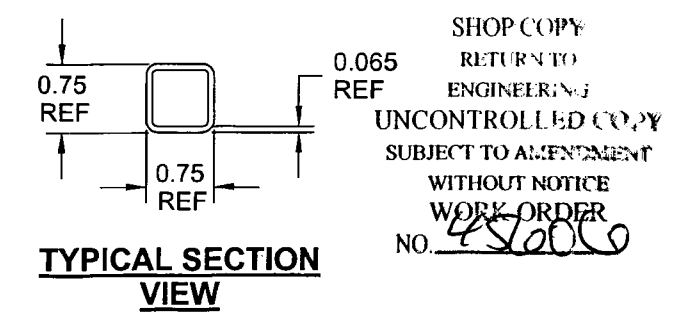 0.75
REF
0.065
REF
0.75
REF
TYPICAL SECTION
VIEW
SHOP COPY
RETURN TO
ENGINEERING
UNCONTROLLED COPY
SUBJECT TO AMENDMENT
WITHOUT NOTICE
WORK ORDER
NO.